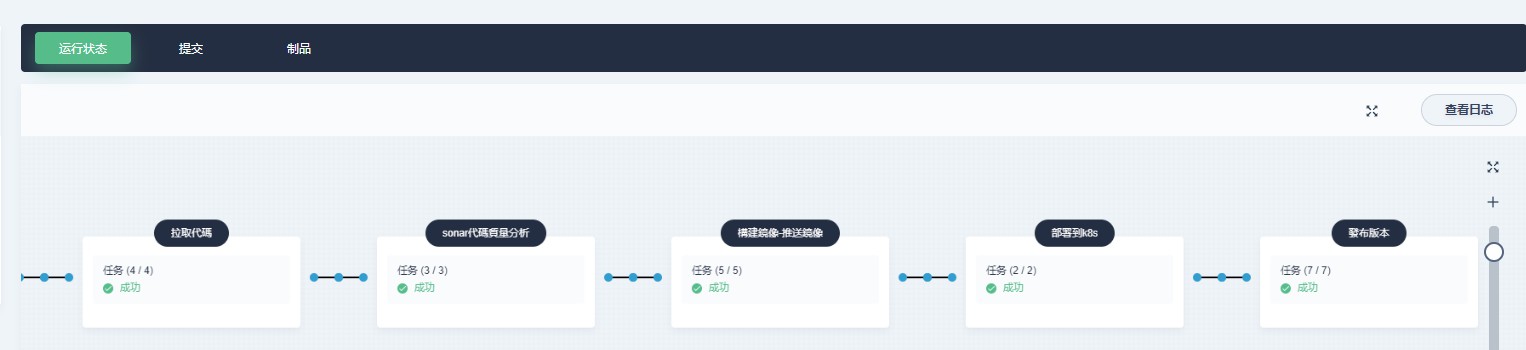 运行状态 提交 制品
查看日志
拉取代碼 sonar代碼質量分析 構建鏡像-推送鏡像 部署到k8s 發布版本
任务 (4 / 4) 任务 (3 / 3) 任务 (5 / 5) 任务 (2 / 2) 任务 (7 / 7)
成功 成功 成功 成功 成功